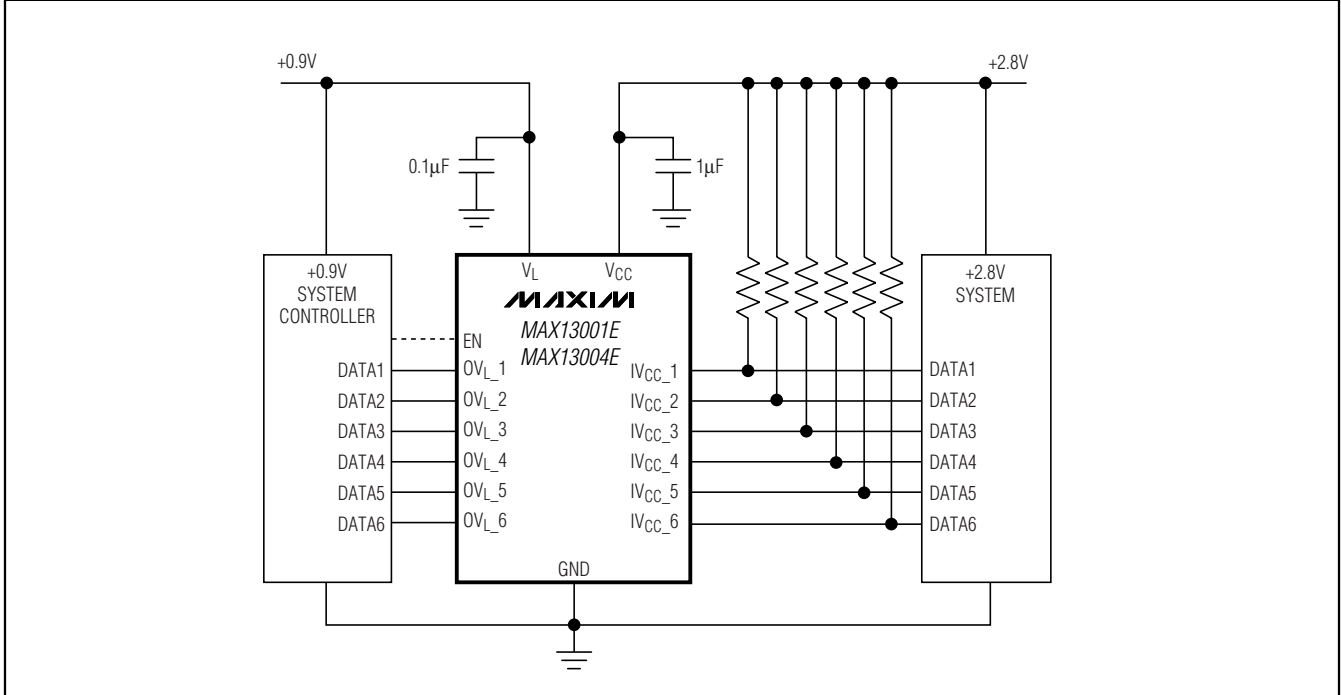 +0.9V
+2.8V
0.1μF
1μF
+0.9V
SYSTEM
CONTROLLER
VL
VCC
MAXIM
MAX13001E
MAX13004E
+2.8V
SYSTEM
EN
DATA1
OVL_1
IVCC_1
DATA1
DATA2
OVL_2
IVCC_2
DATA2
DATA3
OVL_3
IVCC_3
DATA3
DATA4
OVL_4
IVCC_4
DATA4
DATA5
OVL_5
IVCC_5
DATA5
DATA6
OVL_6
IVCC_6
DATA6
GND